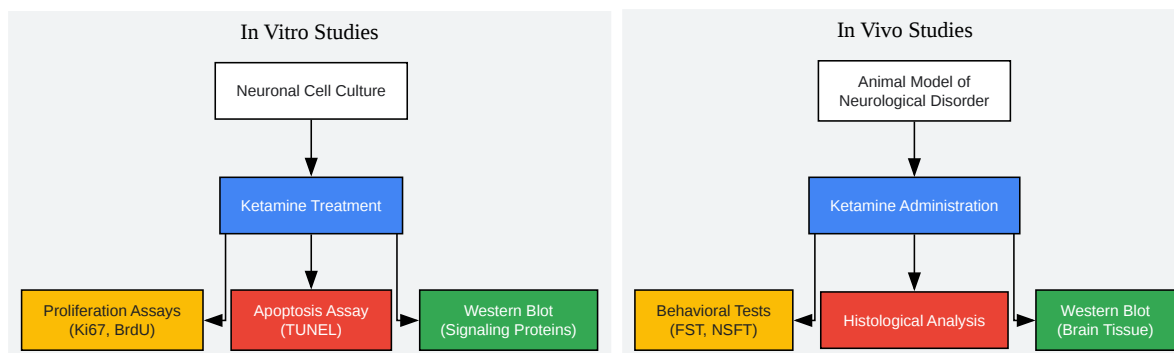 In Vitro Studies
Neuronal Cell Culture
Ketamine Treatment
Proliferation Assays
(Ki67, BrdU)
Apoptosis Assay
(TUNEL)
Western Blot
(Signaling Proteins)
In Vivo Studies
Animal Model of
Neurological Disorder
Ketamine Administration
Behavioral Tests
(FST, NSFT)
Histological Analysis
Western Blot
(Brain Tissue)